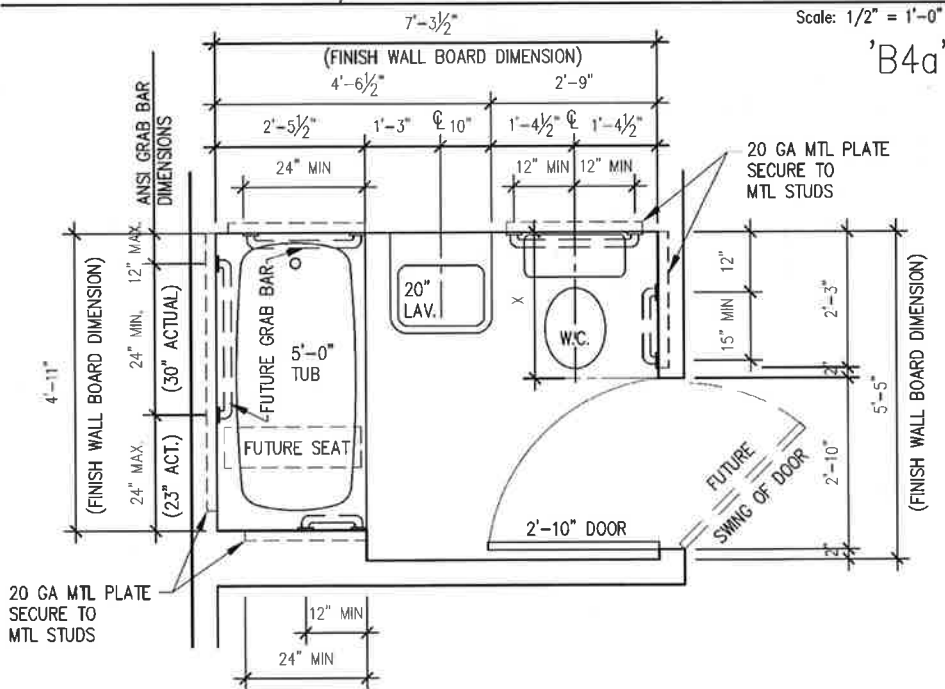 Scale: 1/2" = 1'-0"
'B4a'
7'-3½"
(FINISH WALL BOARD DIMENSION)
4'-6½"
2'-9"
2'-5½"
1'-3"
℄ 10"
1'-4½"
℄
1'-4½"
24" MIN
12" MIN
12" MIN
ANSI GRAB BAR
DIMENSIONS
20 GA MTL PLATE
SECURE TO
MTL STUDS
(FINISH WALL BOARD DIMENSION)
4'-11"
12" MAX.
24" MIN.
(30" ACTUAL)
24" MAX.
(23" ACT.)
FUTURE GRAB BAR
5'-0"
TUB
FUTURE SEAT
20"
LAV.
X
W.C.
12"
15" MIN
2'-3"
2"
2'-10"
2"
5'-5"
(FINISH WALL BOARD DIMENSION)
FUTURE
SWING OF DOOR
2'-10" DOOR
20 GA MTL PLATE
SECURE TO
MTL STUDS
12" MIN
24" MIN